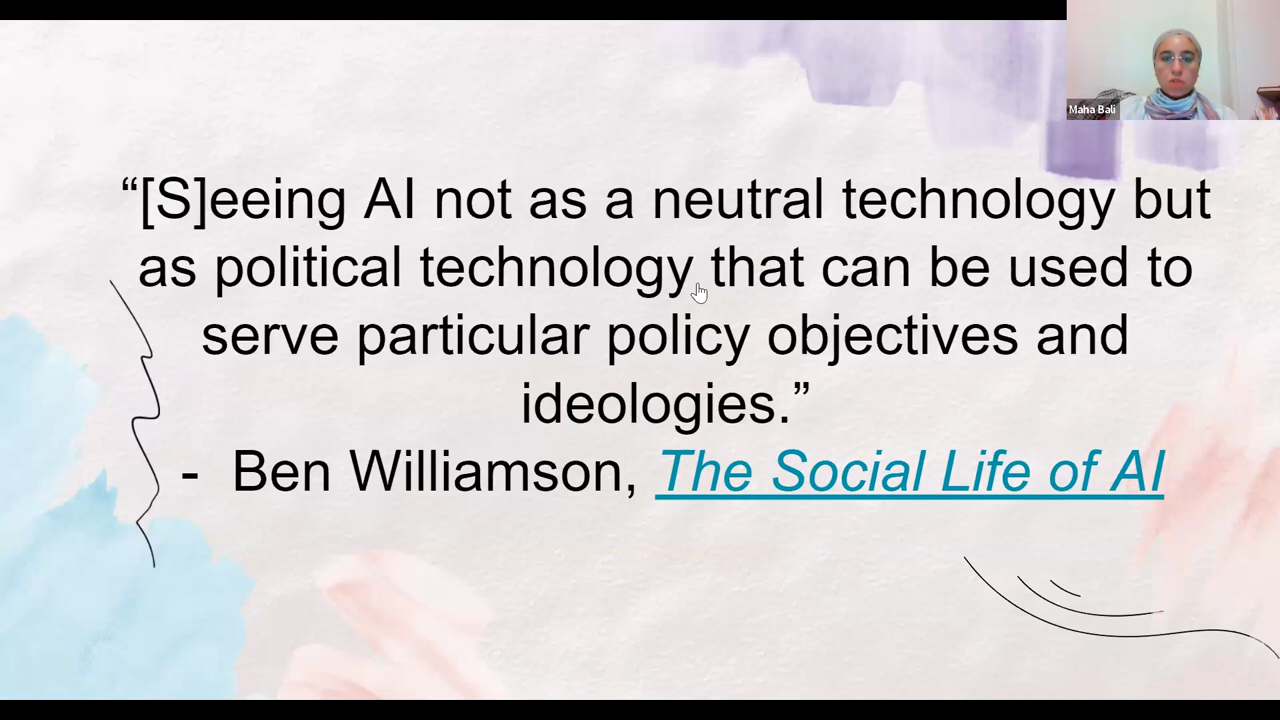 Maha Bali
“[S]eeing AI not as a neutral technology but
as political technology that can be used to
serve particular policy objectives and
ideologies.”
- Ben Williamson, The Social Life of AI